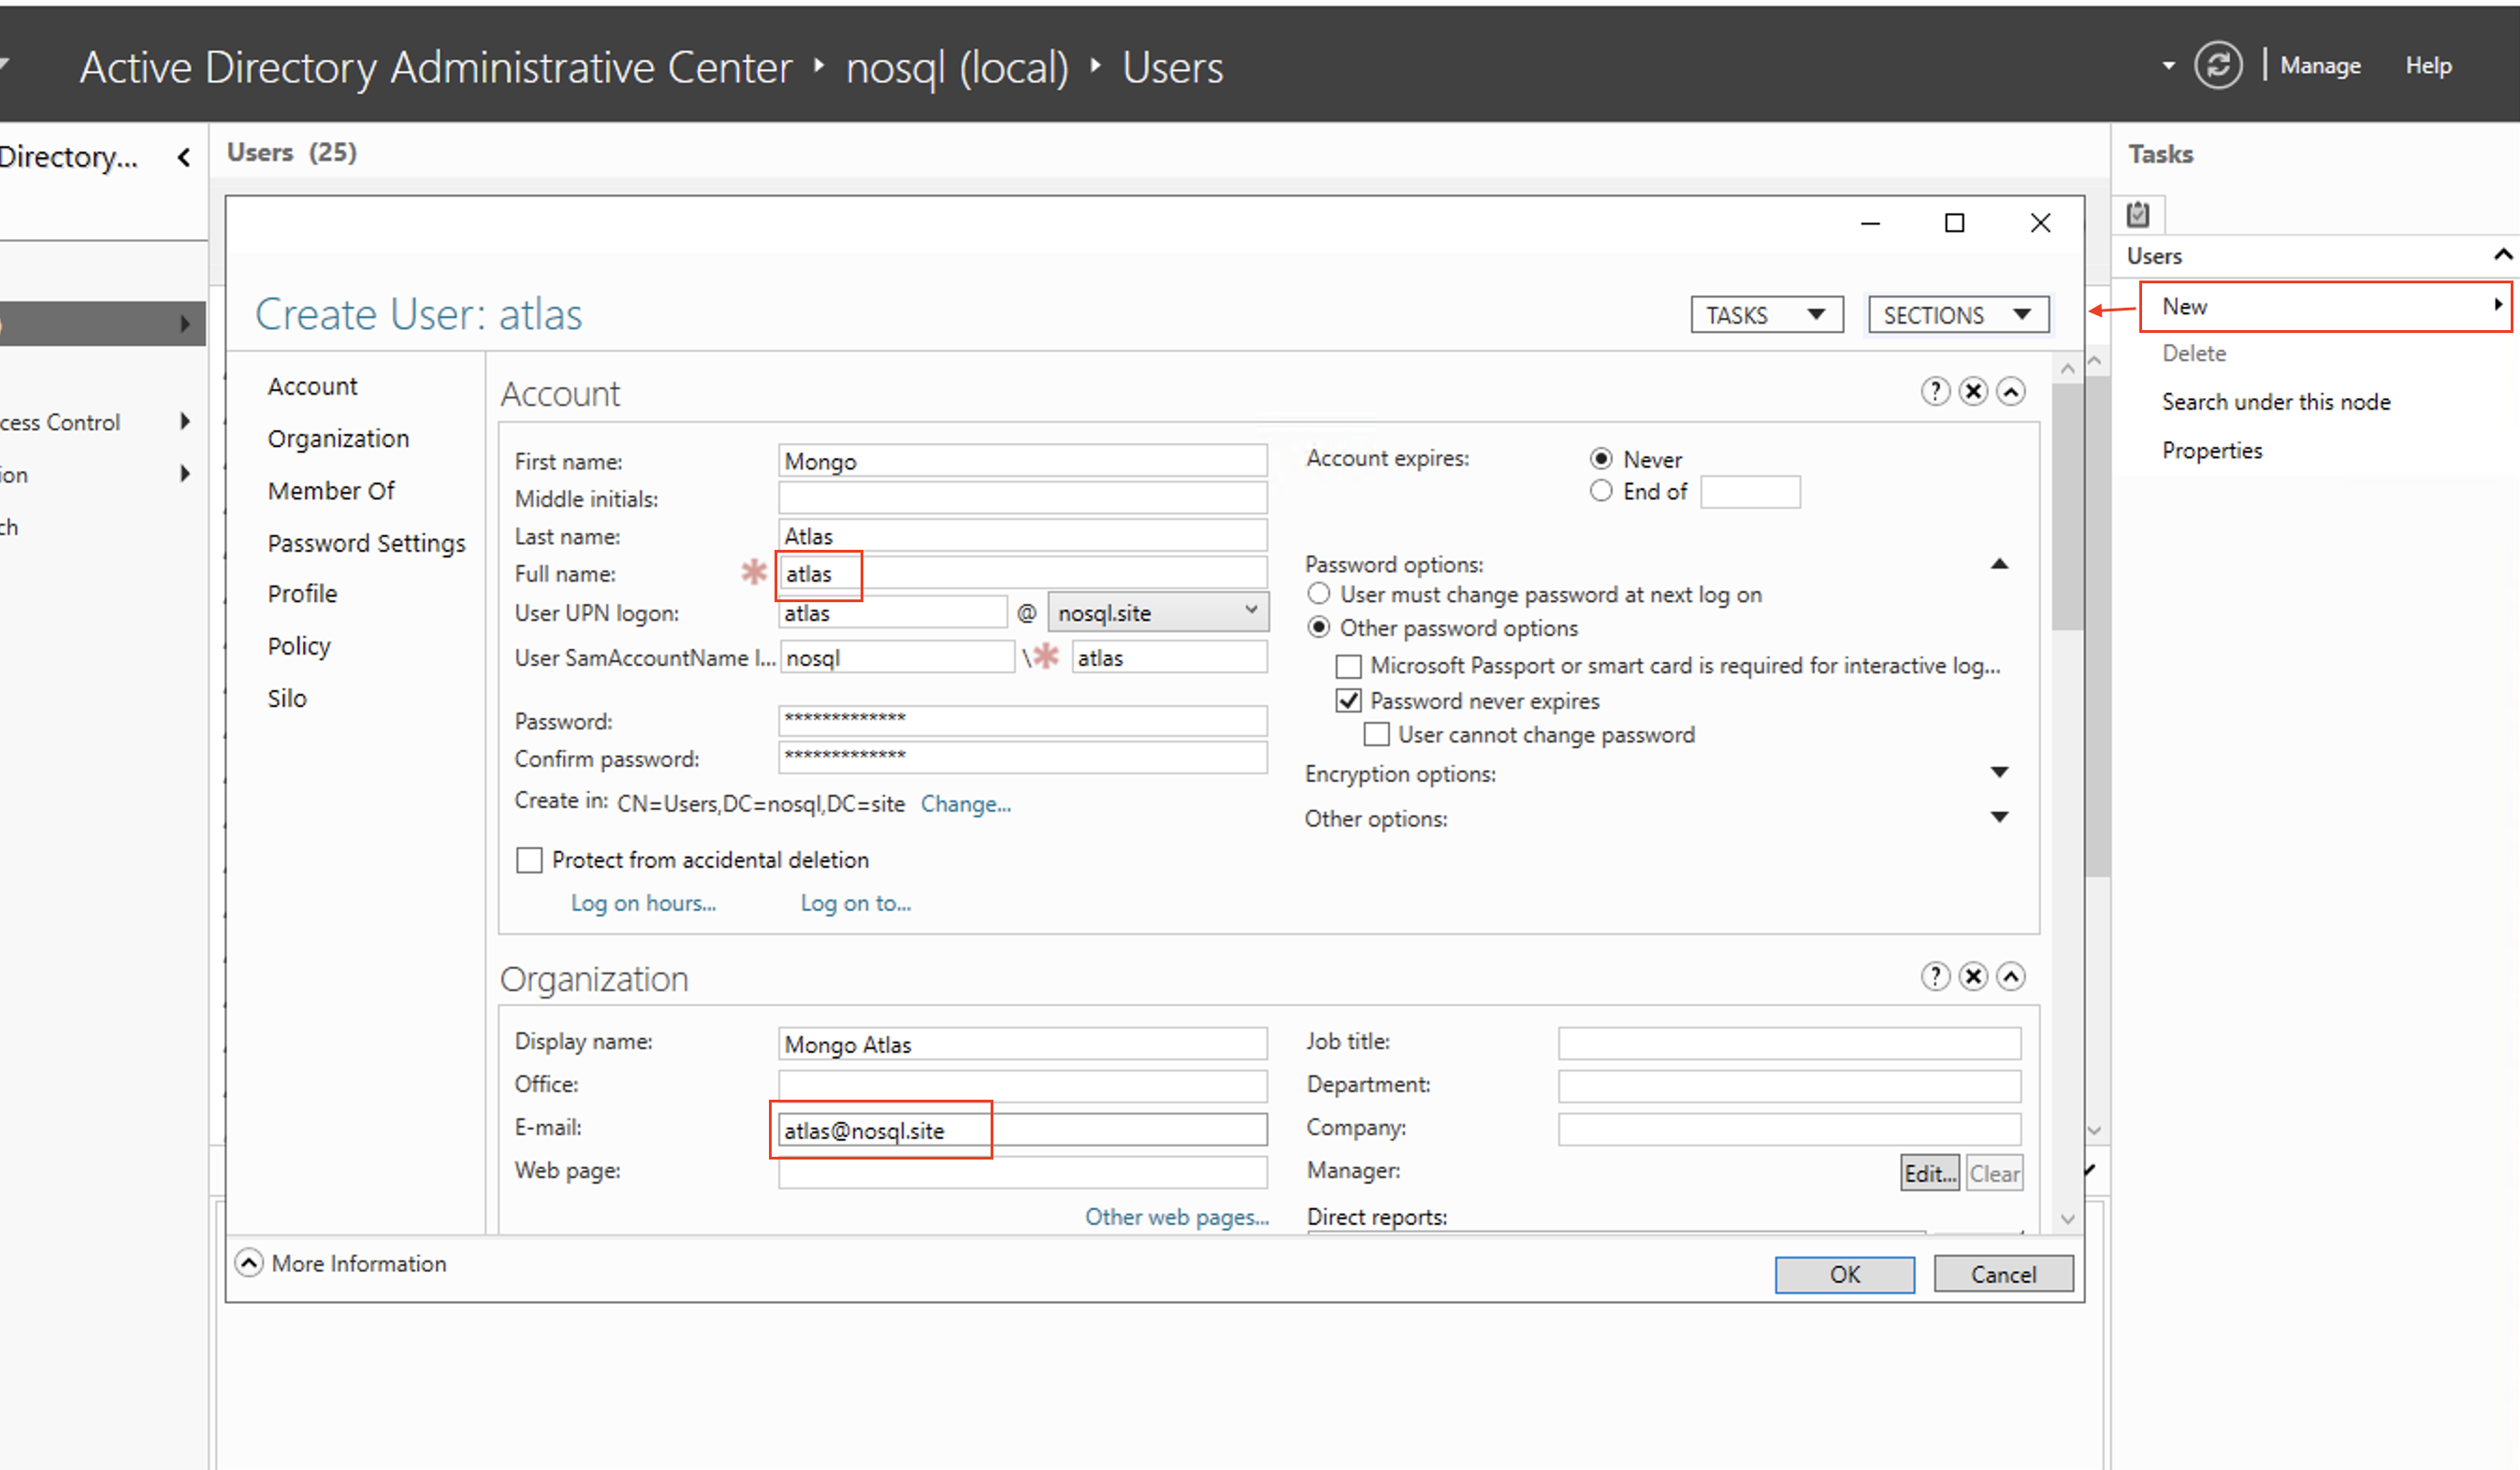 Active Directory Administrative Center ‣ nosql (local) ‣ Users
Manage
Help
Directory...
Users (25)
Tasks
Users
New
Delete
Search under this node
Properties
cess Control
ion
ch
Create User: atlas
TASKS
SECTIONS
Account
Organization
Member Of
Password Settings
Profile
Policy
Silo
Account
First name: Mongo
Middle initials:
Last name: Atlas
Full name: * atlas
User UPN logon: atlas @ nosql.site
User SamAccountName l... nosql \* atlas
Password: *************
Confirm password: *************
Create in: CN=Users,DC=nosql,DC=site Change...
Protect from accidental deletion
Log on hours... Log on to...
Account expires: Never
End of
Password options:
User must change password at next log on
Other password options
Microsoft Passport or smart card is required for interactive log...
Password never expires
User cannot change password
Encryption options:
Other options:
Organization
Display name: Mongo Atlas
Office:
E-mail: atlas@nosql.site
Web page:
Other web pages...
Job title:
Department:
Company:
Manager:
Edit... Clear
Direct reports:
More Information
OK
Cancel